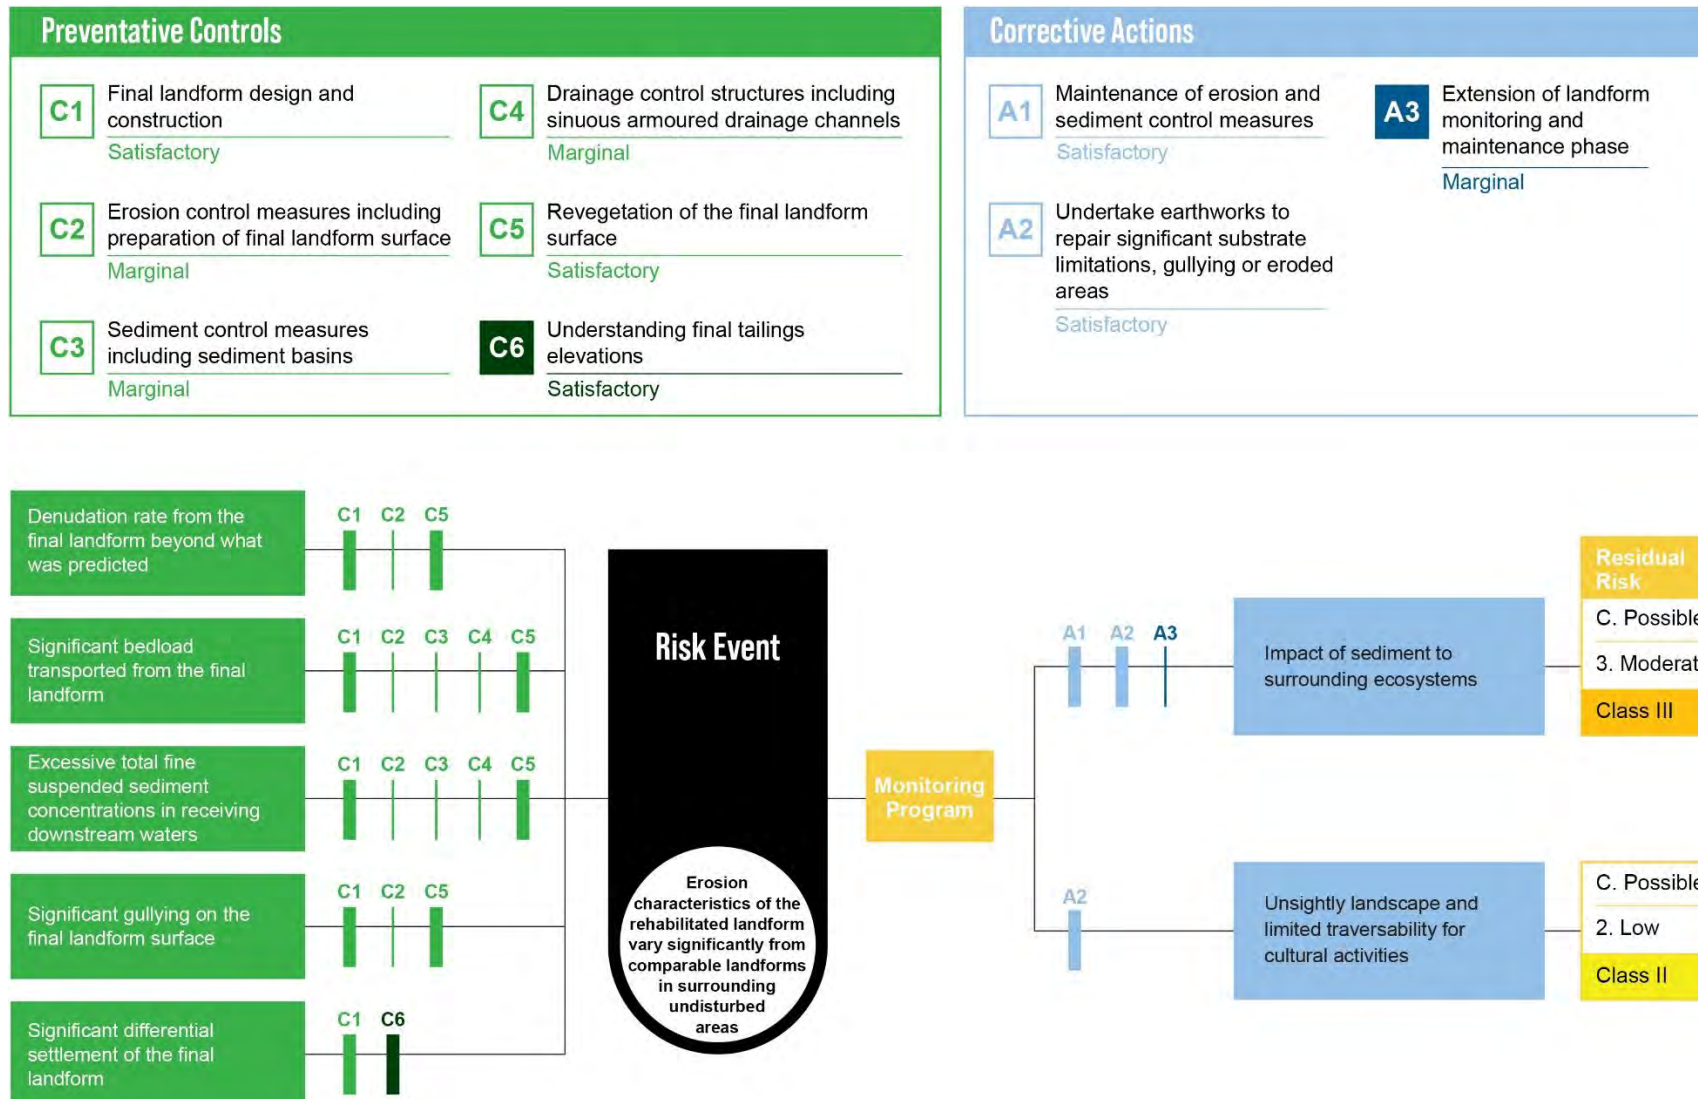 Preventative Controls
C1
Final landform design and
construction
Satisfactory
C2
Erosion control measures including
preparation of final landform surface
Marginal
C3
Sediment control measures
including sediment basins
Marginal
C4
Drainage control structures including
sinuous armoured drainage channels
Marginal
C5
Revegetation of the final landform
surface
Satisfactory
C6
Understanding final tailings
elevations
Satisfactory
Corrective Actions
A1
Maintenance of erosion and
sediment control measures
Satisfactory
A2
Undertake earthworks to
repair significant substrate
limitations, gullying or eroded
areas
Satisfactory
A3
Extension of landform
monitoring and
maintenance phase
Marginal
Denudation rate from the
final landform beyond what
was predicted
C1 C2 C5
Significant bedload
transported from the final
landform
C1 C2 C3 C4 C5
Excessive total fine
suspended sediment
concentrations in receiving
downstream waters
C1 C2 C3 C4 C5
Significant gullying on the
final landform surface
C1 C2 C5
Significant differential
settlement of the final
landform
C1 C6
Risk Event
Erosion
characteristics of the
rehabilitated landform
vary significantly from
comparable landforms
in surrounding
undisturbed
areas
Monitoring
Program
A1 A2 A3
Impact of sediment to
surrounding ecosystems
Residual
Risk
C. Possible
3. Moderat
Class III
A2
Unsightly landscape and
limited traversability for
cultural activities
C. Possible
2. Low
Class II